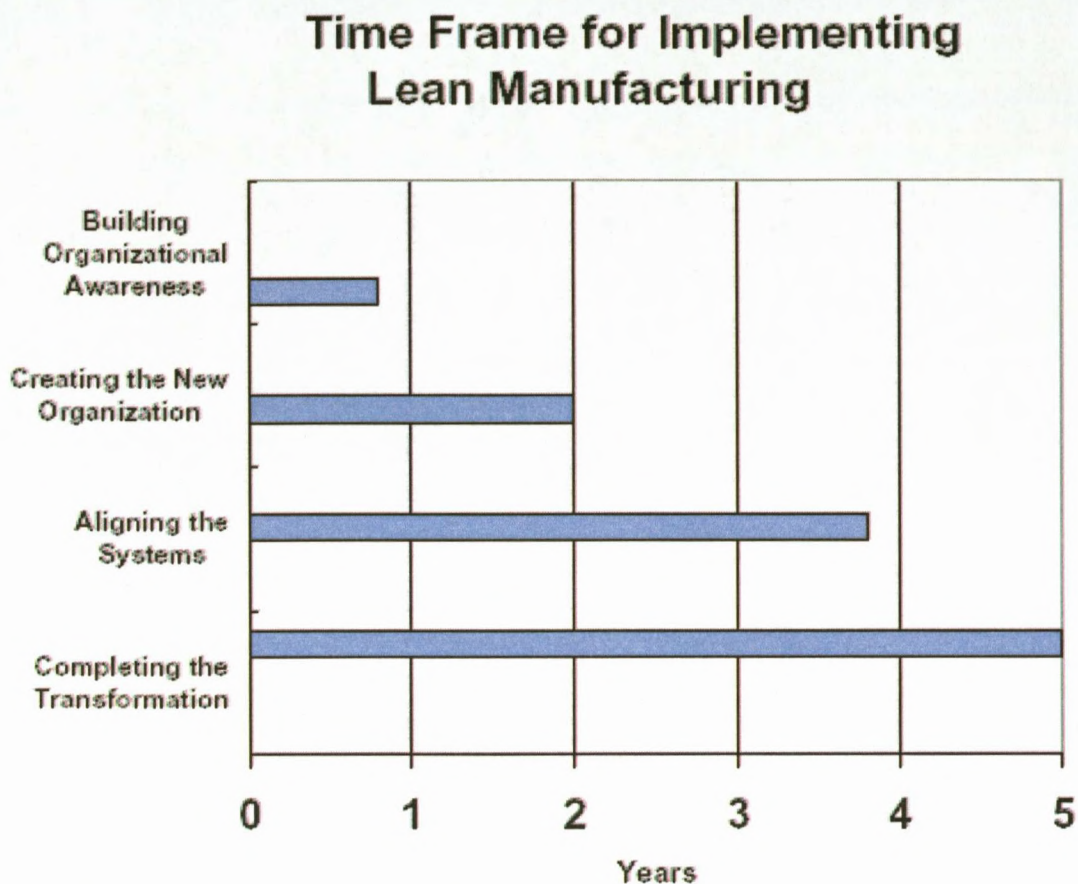 Time Frame for Implementing
Lean Manufacturing
Building
Organizational
Awareness
Creating the New
Organization
Aligning the
Systems
Completing the
Transformation
0 1 2 3 4 5
Years